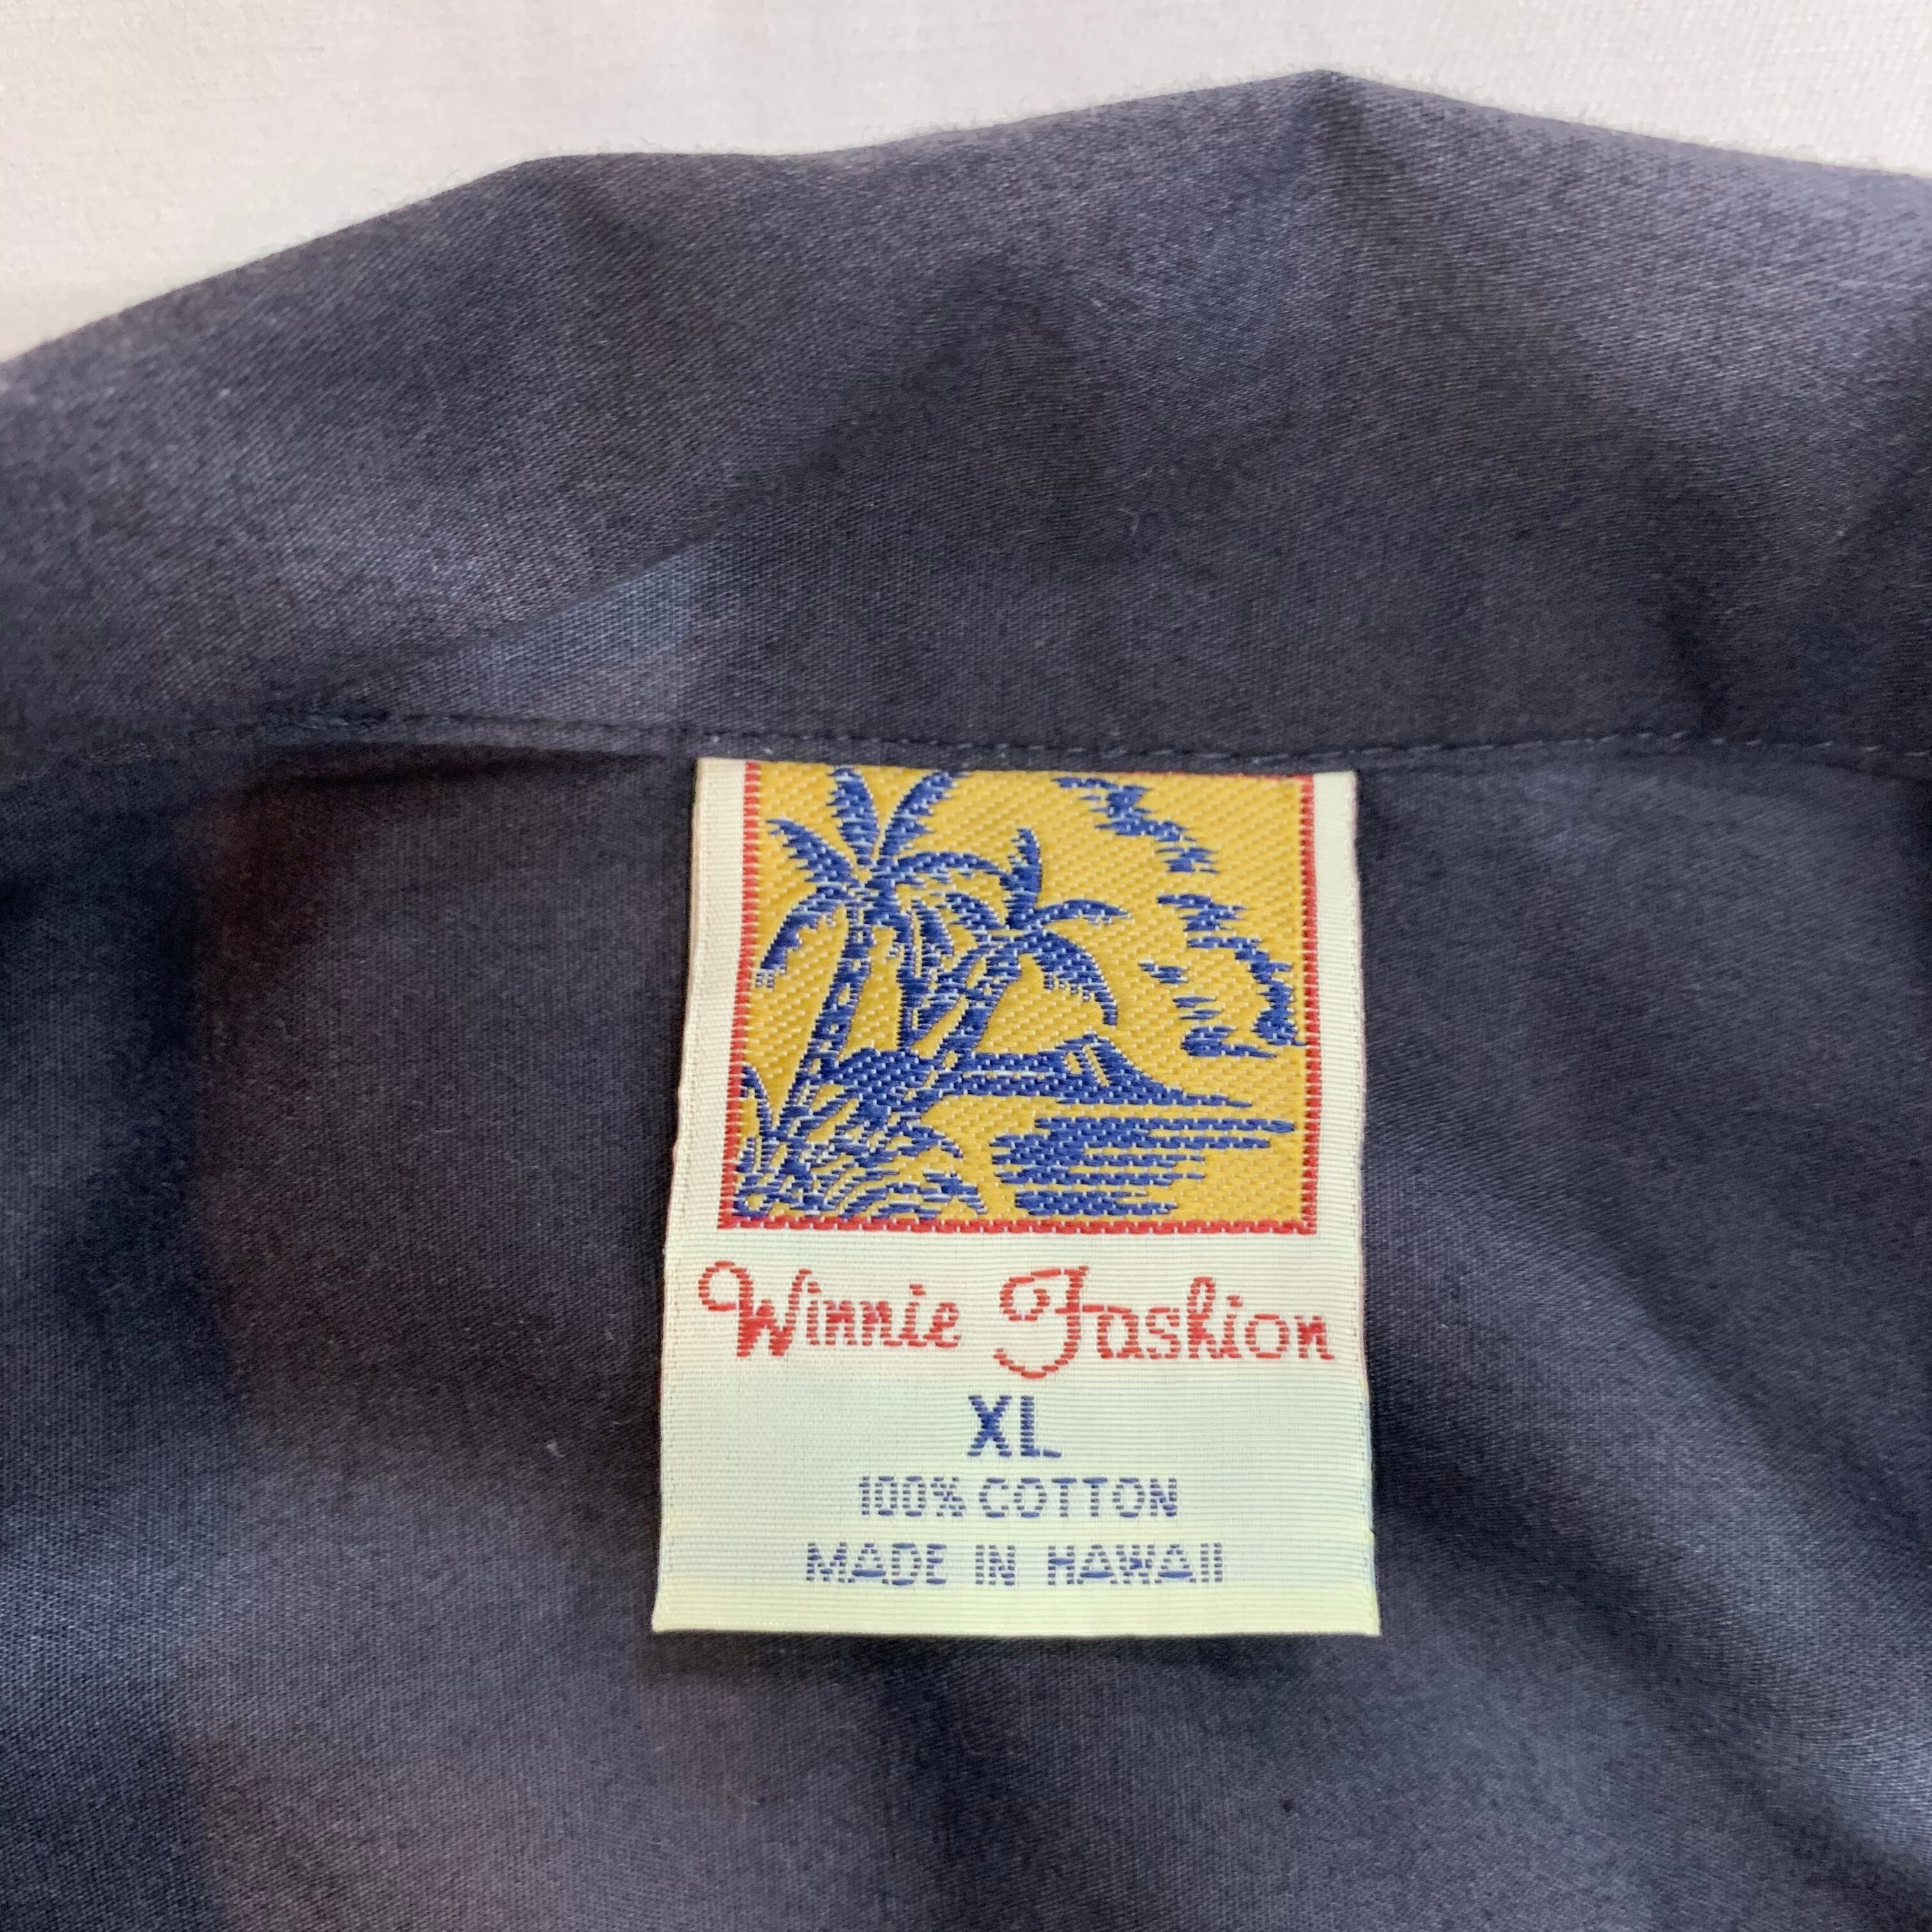 Winnie Fashion
XL
100% COTTON
MADE IN HAWAII